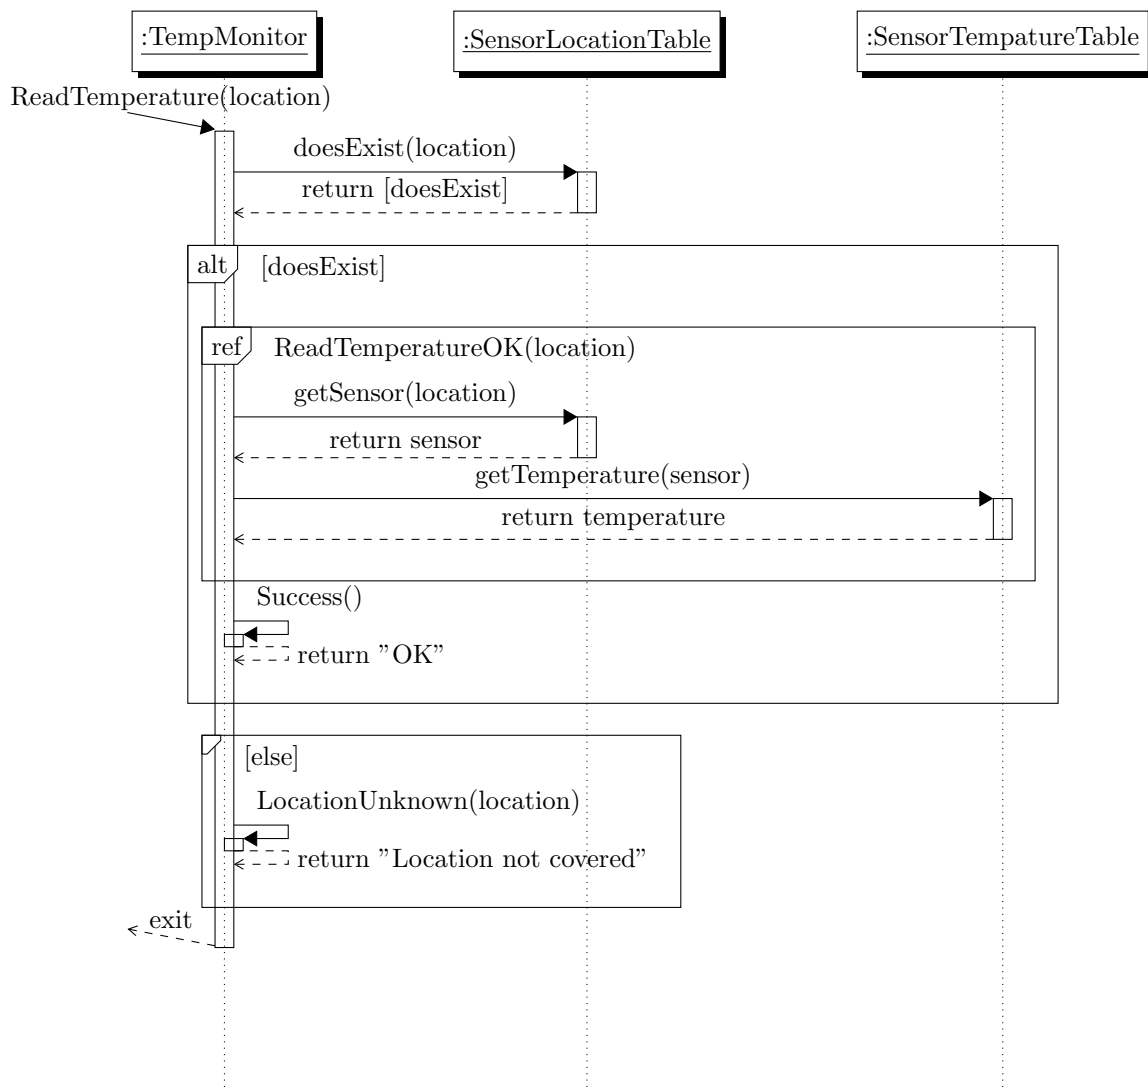 :TempMonitor
:SensorLocationTable
:SensorTempatureTable
ReadTemperature(location)
doesExist(location)
return [doesExist]
alt
[doesExist]
ref
ReadTemperatureOK(location)
getSensor(location)
return sensor
getTemperature(sensor)
return temperature
Success()
return ”OK”
[else]
LocationUnknown(location)
return ”Location not covered”
exit